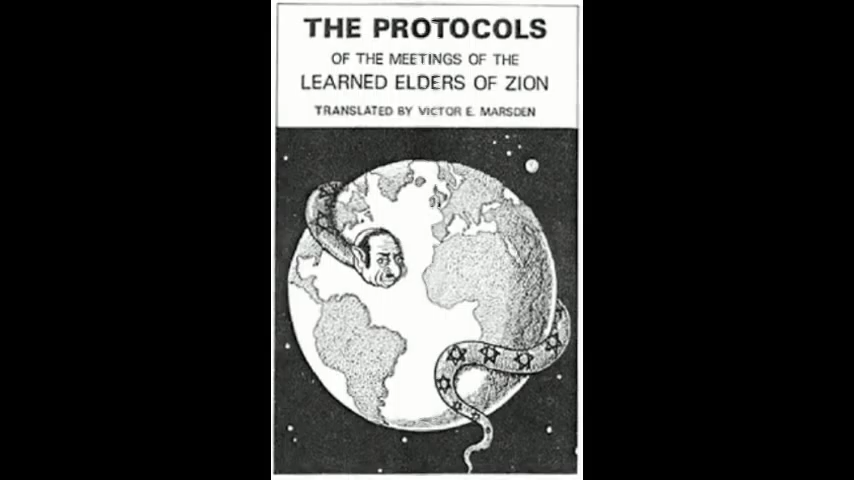 THE PROTOCOLS
OF THE MEETINGS OF THE
LEARNED ELDERS OF ZION
TRANSLATED BY VICTOR E. MARSDEN